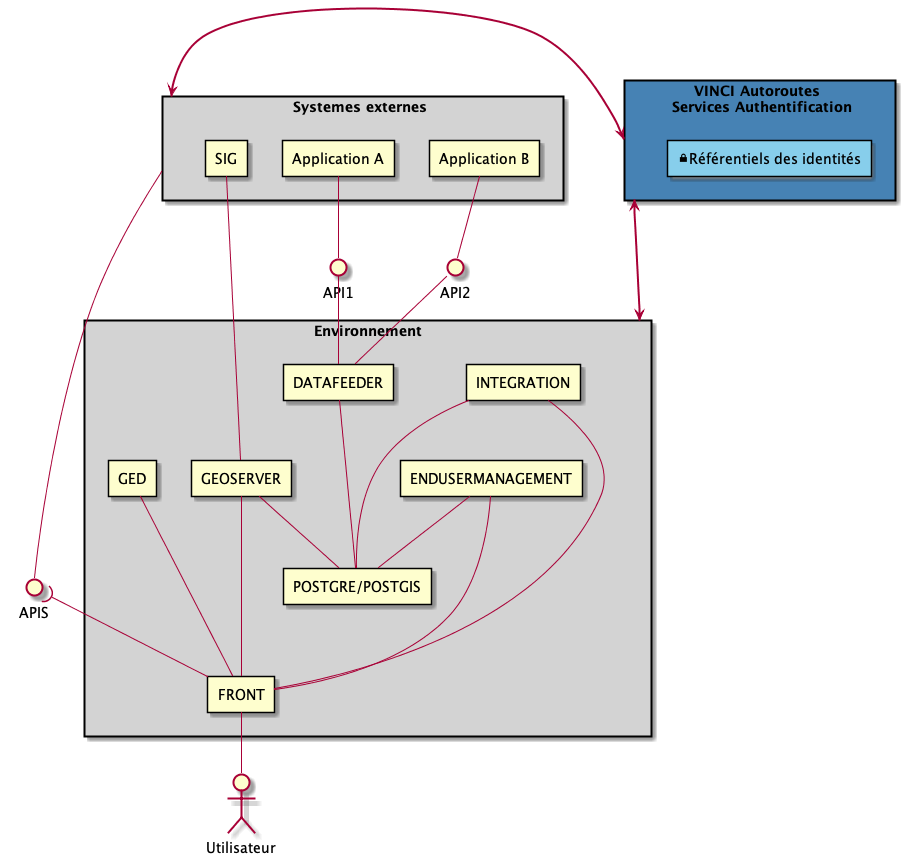 VINCI Autoroutes
Services Authentification
Systemes externes
SIG
Application A
Application B
Référentiels des identités
API1
API2
Environnement
DATAFEEDER
INTEGRATION
GED
GEOSERVER
ENDUSERMANAGEMENT
POSTGRE/POSTGIS
APIS
FRONT
Utilisateur